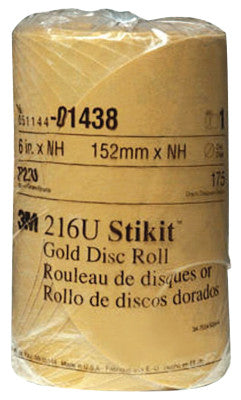 051144-01438
6 in. x NH 152mm x NH
P220 175
3M 216U Stikit™
Gold Disc Roll
Rouleau de disques or
Rollo de discos dorados